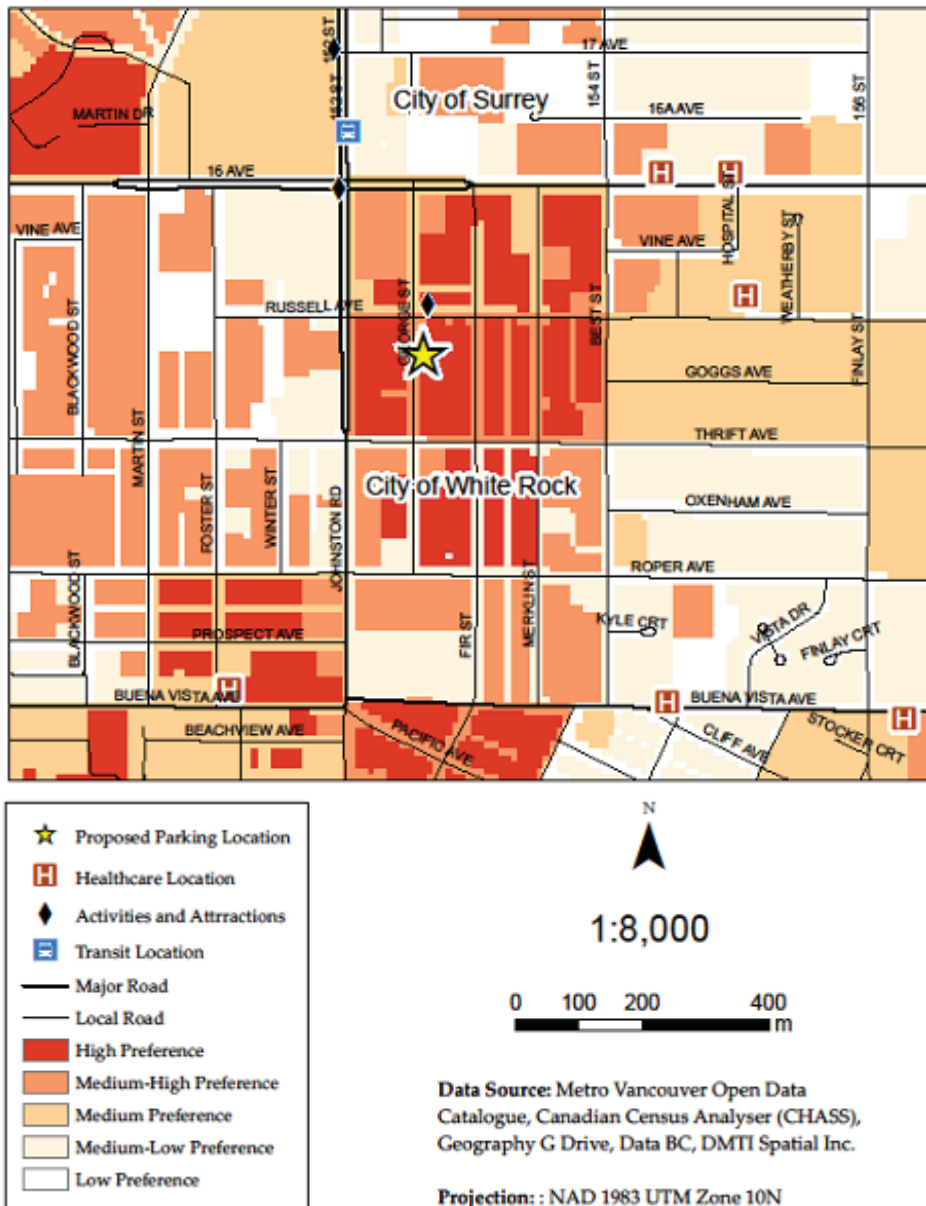 152 ST
17 AVE
City of Surrey
154 ST
156 ST
MARTIN DR
152 ST
16A AVE
16 AVE
HOSPITAL ST
VINE AVE
VINE AVE
WEATHERBY ST
RUSSELL AVE
GEORGE ST
BEST ST
BLACKWOOD ST
FINLAY ST
GOGGS AVE
MARTIN ST
THRIFT AVE
City of White Rock
FOSTER ST
WINTER ST
JOHNSTON RD
OXENHAM AVE
BLACKWOOD ST
ROPER AVE
FIR ST
MERKLIN ST
KYLE CRT
VISTA DR
FINLAY CRT
PROSPECT AVE
BUENA VISTA AVE
BUENA VISTA AVE
BEACHVIEW AVE
PACIFIC AVE
CLIFF AVE
STOCKER CRT
H
H
H
H
H
H
Proposed Parking Location
H Healthcare Location
Activities and Attrractions
Transit Location
Major Road
Local Road
High Preference
Medium-High Preference
Medium Preference
Medium-Low Preference
Low Preference
N
1:8,000
0 100 200 400
m
Data Source: Metro Vancouver Open Data
Catalogue, Canadian Census Analyser (CHASS),
Geography G Drive, Data BC, DMTI Spatial Inc.
Projection: : NAD 1983 UTM Zone 10N